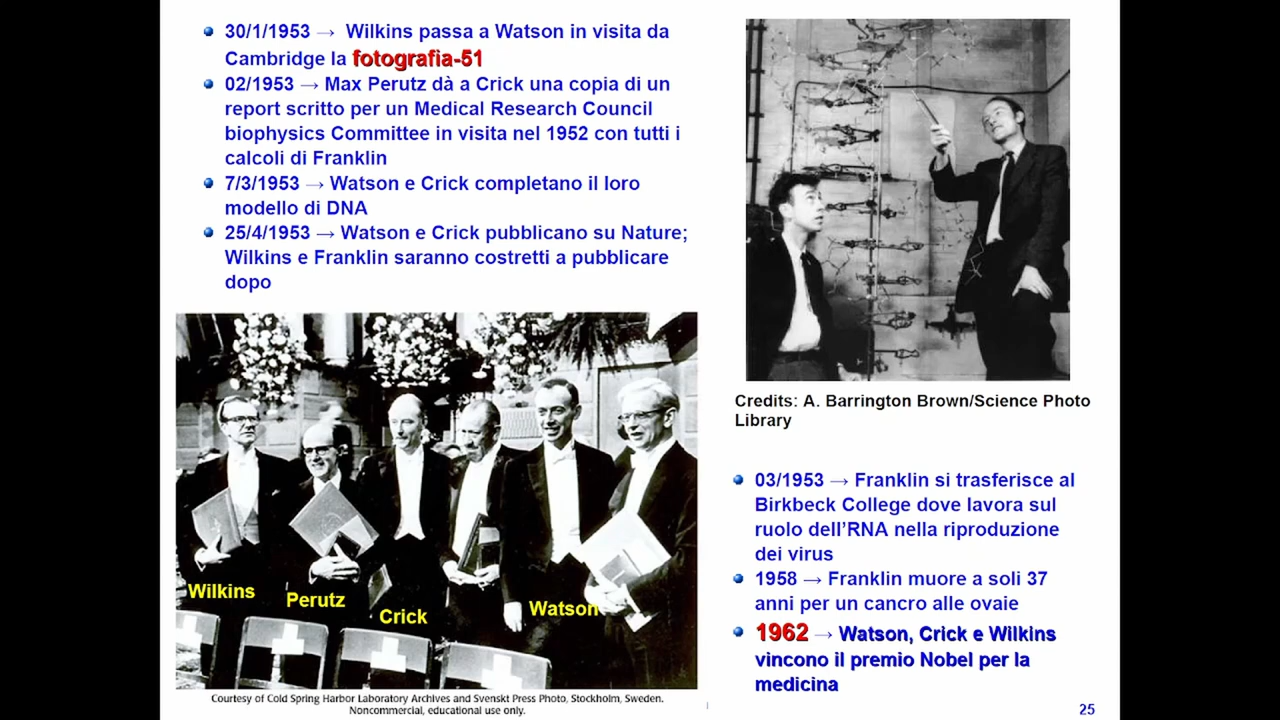 30/1/1953 → Wilkins passa a Watson in visita da
Cambridge la fotografia-51
02/1953 → Max Perutz dà a Crick una copia di un
report scritto per un Medical Research Council
biophysics Committee in visita nel 1952 con tutti i
calcoli di Franklin
7/3/1953 → Watson e Crick completano il loro
modello di DNA
25/4/1953 → Watson e Crick pubblicano su Nature;
Wilkins e Franklin saranno costretti a pubblicare
dopo
Wilkins
Perutz
Crick
Watson
Courtesy of Cold Spring Harbor Laboratory Archives and Svenskt Press Photo, Stockholm, Sweden.
Noncommercial, educational use only.
Credits: A. Barrington Brown/Science Photo
Library
03/1953 → Franklin si trasferisce al
Birkbeck College dove lavora sul
ruolo dell’RNA nella riproduzione
dei virus
1958 → Franklin muore a soli 37
anni per un cancro alle ovaie
1962 → Watson, Crick e Wilkins
vincono il premio Nobel per la
medicina
25